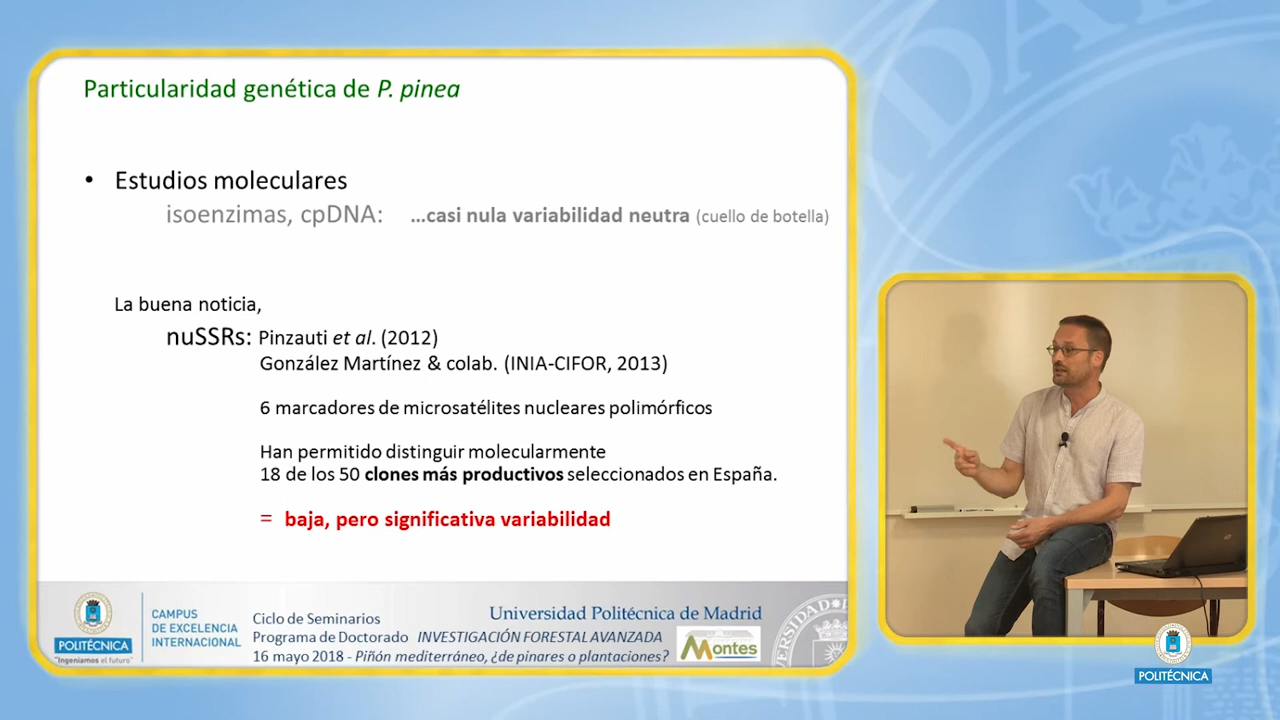 Particularidad genética de P. pinea
• Estudios moleculares
isoenzimas, cpDNA: ...casi nula variabilidad neutra (cuello de botella)
La buena noticia,
nuSSRs: Pinzauti et al. (2012)
González Martínez & colab. (INIA-CIFOR, 2013)
6 marcadores de microsatélites nucleares polimórficos
Han permitido distinguir molecularmente
18 de los 50 clones más productivos seleccionados en España.
= baja, pero significativa variabilidad
POLITÉCNICA
"Ingeniamos el futuro"
CAMPUS
DE EXCELENCIA
INTERNACIONAL
Ciclo de Seminarios
Universidad Politécnica de Madrid
Programa de Doctorado INVESTIGACIÓN FORESTAL AVANZADA
16 mayo 2018 - Piñón mediterráneo, ¿de pinares o plantaciones?
Montes
POLITÉCNICA